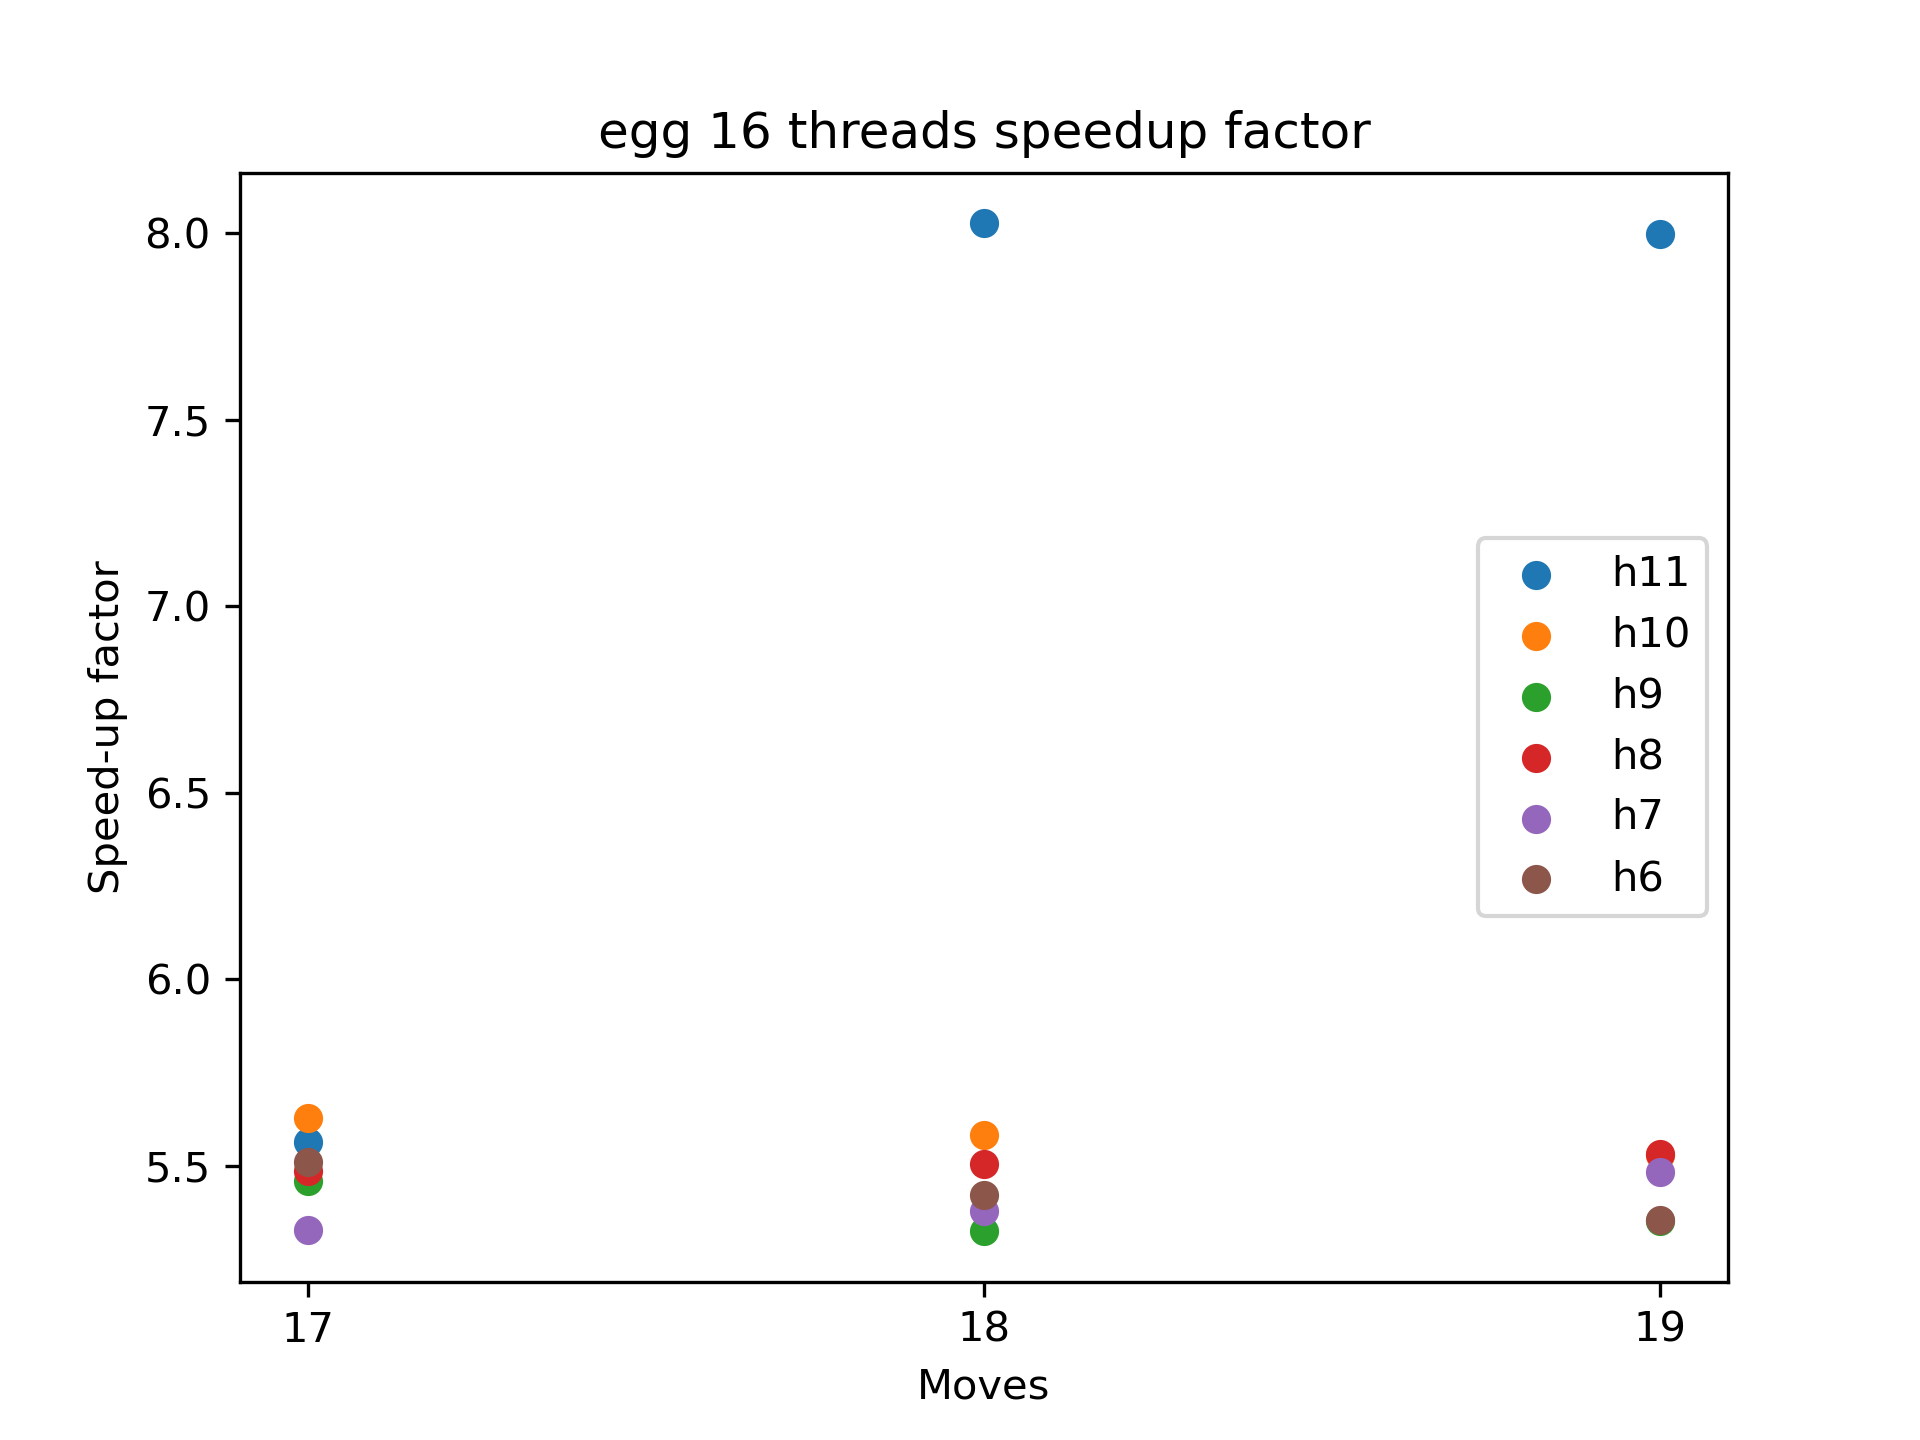 egg 16 threads speedup factor
8.0
7.5
7.0
6.5
6.0
5.5
Speed-up factor
h11
h10
h9
h8
h7
h6
17 18 19
Moves